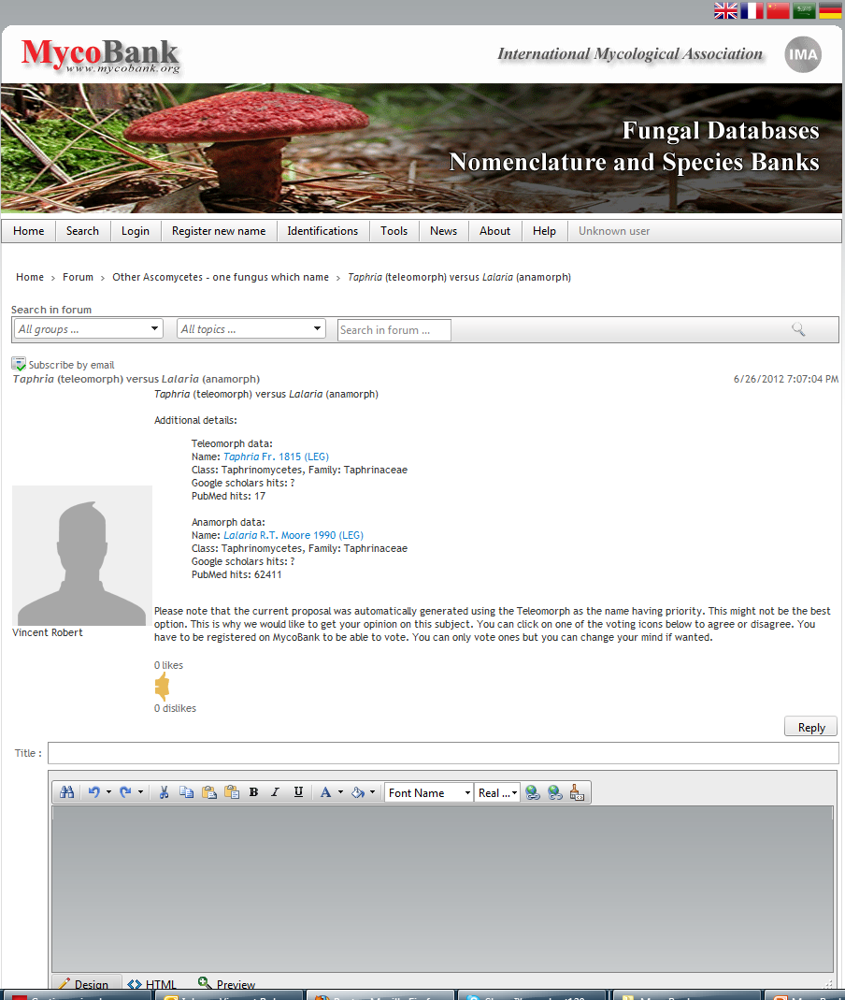 MycoBank
www.mycobank.org
International Mycological Association
IMA
Fungal Databases
Nomenclature and Species Banks
Home Search Login Register new name Identifications Tools News About Help Unknown user
Home › Forum › Other Ascomycetes - one fungus which name › Taphria (teleomorph) versus Lalaria (anamorph)
Search in forum
All groups ... All topics ... Search in forum ...
Subscribe by email
Taphria (teleomorph) versus Lalaria (anamorph) 6/26/2012 7:07:04 PM
Taphria (teleomorph) versus Lalaria (anamorph)
Additional details:
Teleomorph data:
Name: Taphria Fr. 1815 (LEG)
Class: Taphrinomycetes, Family: Taphrinaceae
Google scholars hits: ?
PubMed hits: 17
Anamorph data:
Name: Lalaria R.T. Moore 1990 (LEG)
Class: Taphrinomycetes, Family: Taphrinaceae
Google scholars hits: ?
PubMed hits: 62411
Vincent Robert
Please note that the current proposal was automatically generated using the Teleomorph as the name having priority. This might not be the best
option. This is why we would like to get your opinion on this subject. You can click on one of the voting icons below to agree or disagree. You
have to be registered on MycoBank to be able to vote. You can only vote ones but you can change your mind if wanted.
0 likes
0 dislikes
Reply
Title :
B I U A Font Name Real ...
Design HTML Preview